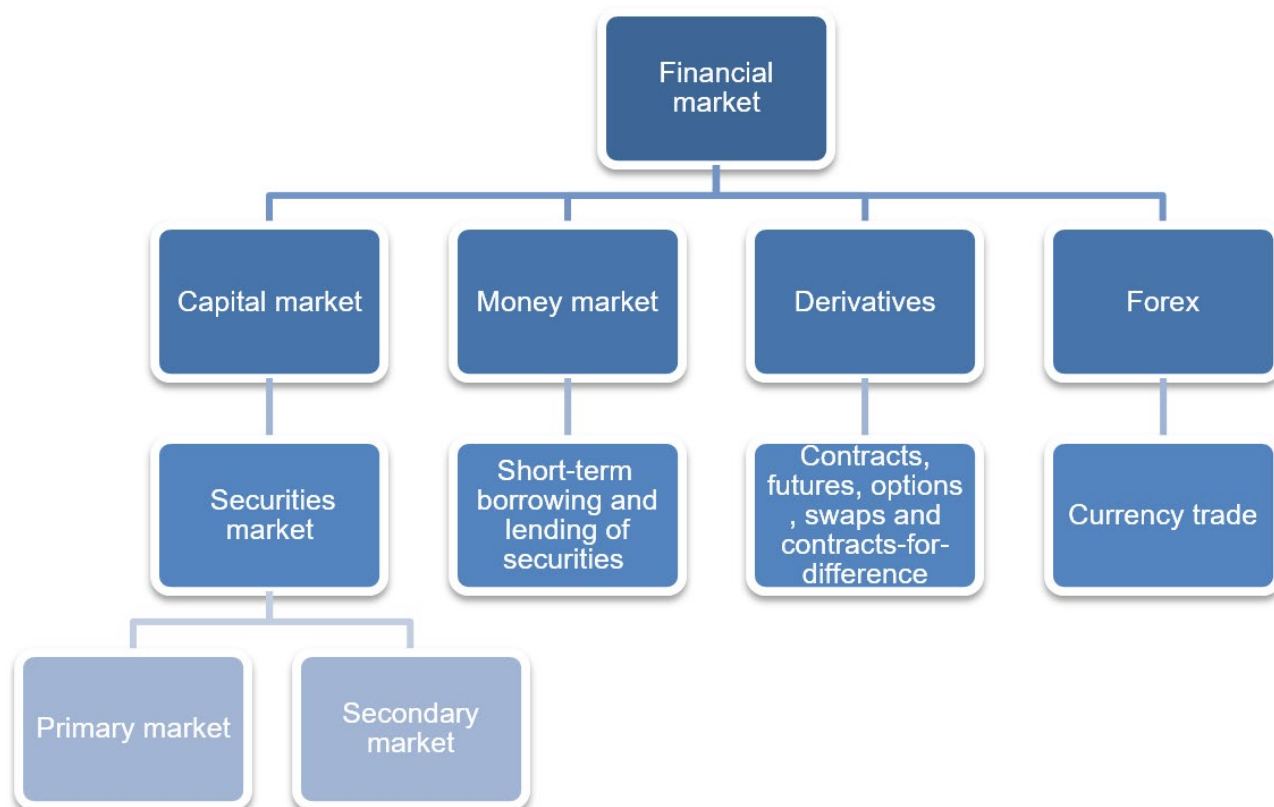 Financial
market
Capital market
Money market
Derivatives
Forex
Securities
market
Short-term
borrowing and
lending of
securities
Contracts,
futures, options
, swaps and
contracts-for-
difference
Currency trade
Primary market
Secondary
market